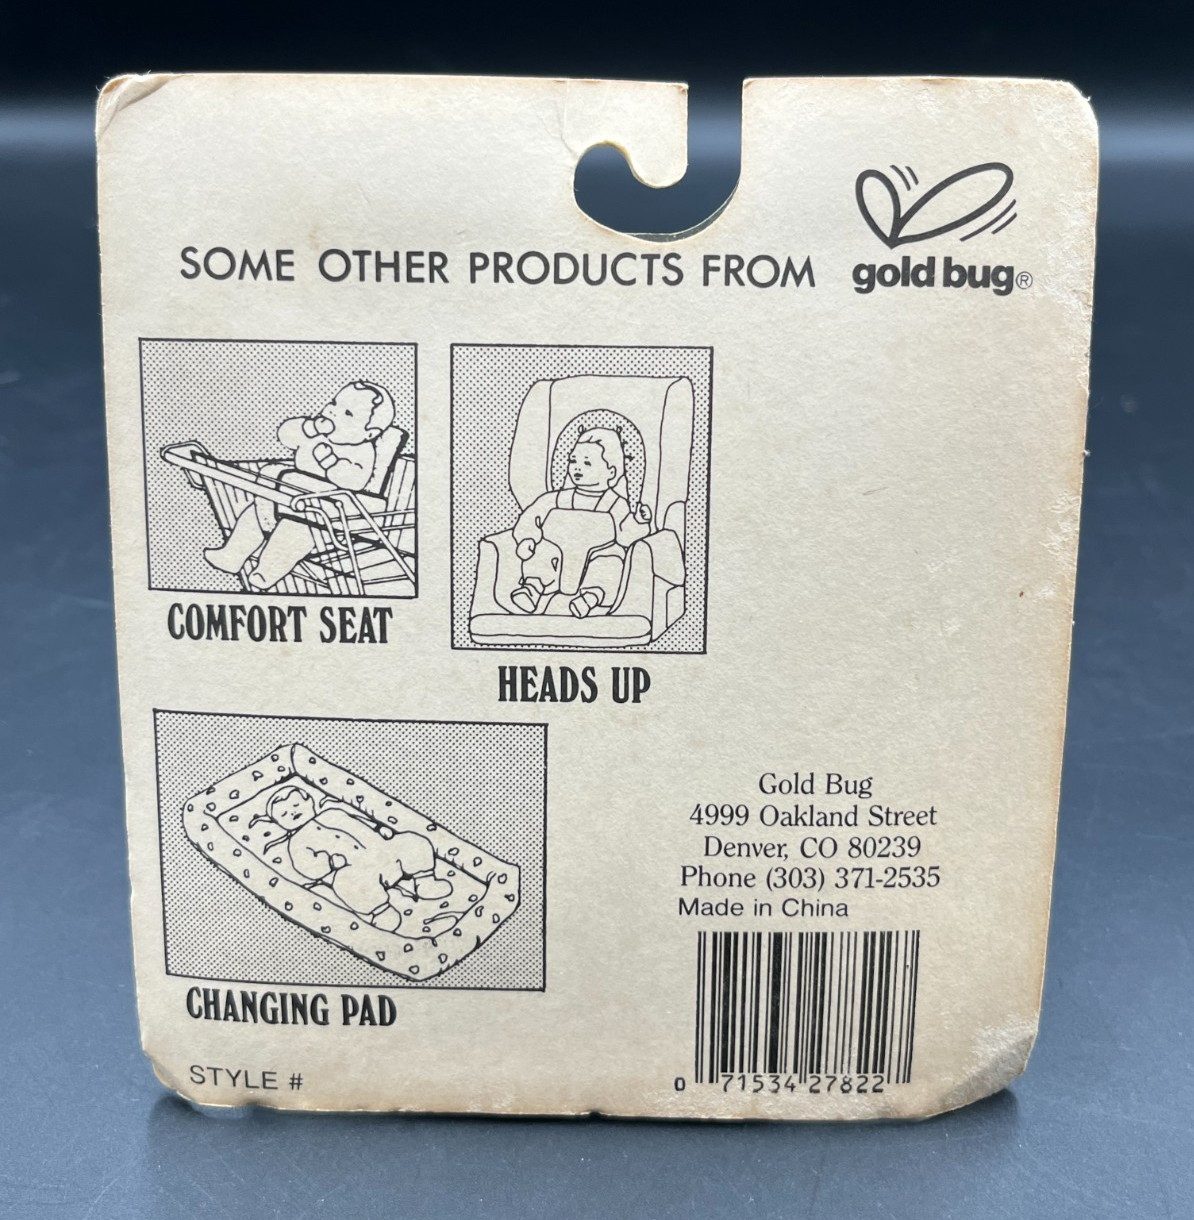 SOME OTHER PRODUCTS FROM gold bug®
COMFORT SEAT
HEADS UP
CHANGING PAD
Gold Bug
4999 Oakland Street
Denver, CO 80239
Phone (303) 371-2535
Made in China
STYLE #
0 71534 27822